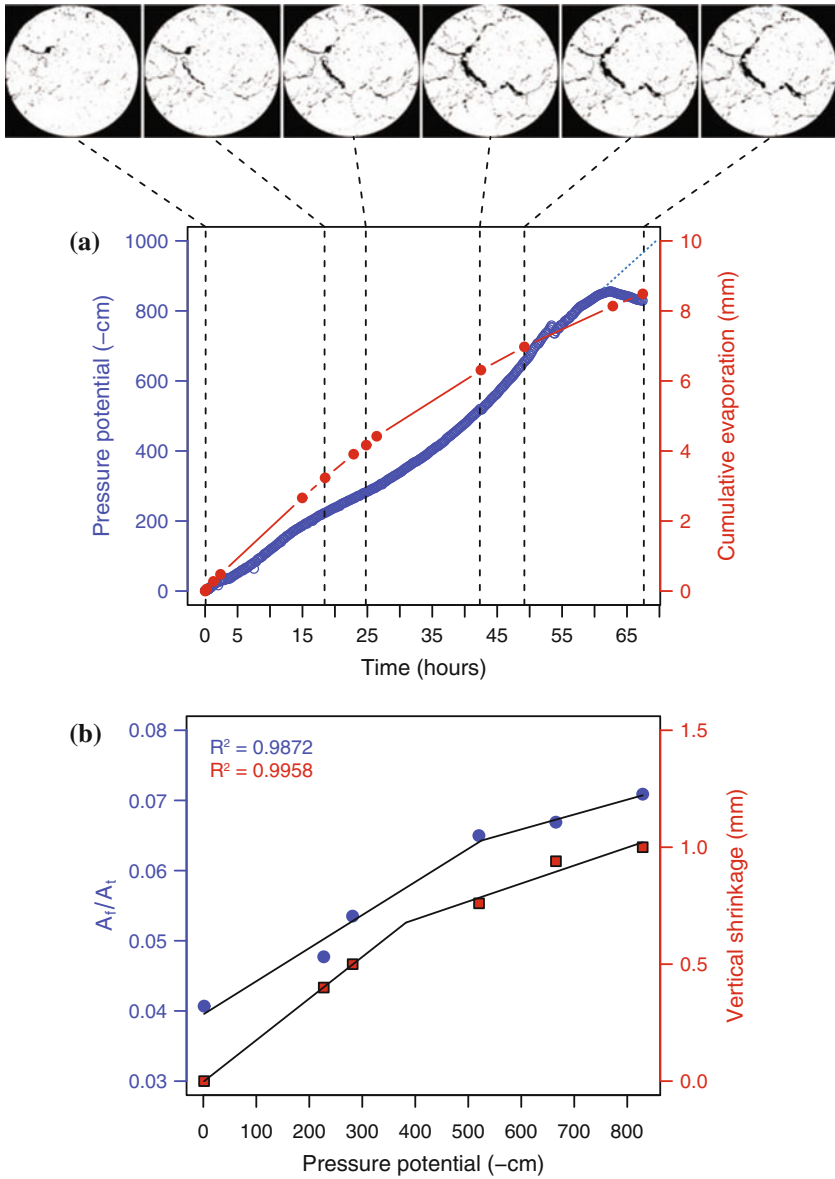 (a)
1000
800
600
400
200
0
Pressure potential (−cm)
10
8
6
4
2
0
Cumulative evaporation (mm)
0 5 15 25 35 45 55 65
Time (hours)
(b)
R² = 0.9872
R² = 0.9958
0.08
0.07
0.06
0.05
0.04
0.03
A_f/A_t
1.5
1.0
0.5
0.0
Vertical shrinkage (mm)
0 100 200 300 400 500 600 700 800
Pressure potential (−cm)